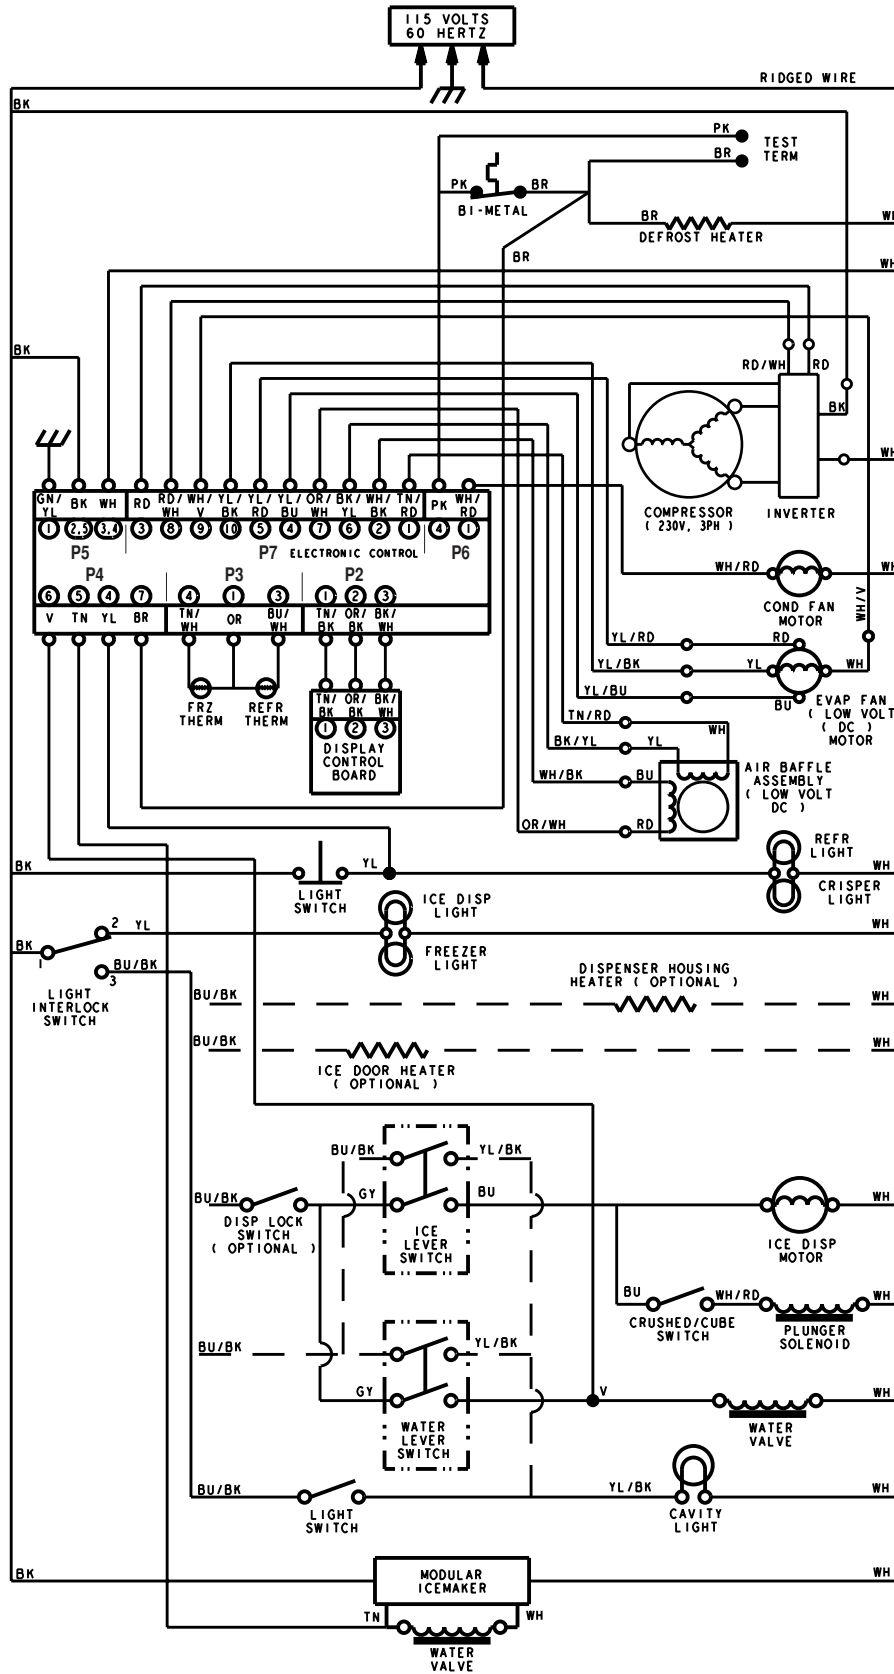 115 VOLTS
60 HERTZ
RIDGED WIRE
BK
PK
TEST
TERM
BR
PK
BR
BI-METAL
BR
WH
DEFROST HEATER
BR
WH
BK
RD/WH
RD
BK
WH
COMPRESSOR
( 230V, 3PH )
INVERTER
GN/
YL
BK
WH
RD
RD/
WH
WH/
V
YL/
BK
YL/
RD
YL/
BU
OR/
WH
BK/
YL
WH/
BK
TN/
RD
PK
WH/
RD
1
2,5
3,4
3
8
9
10
5
4
7
6
2
1
4
1
P5
P7
ELECTRONIC CONTROL
P6
P4
P3
P2
6
5
4
7
4
1
3
1
2
3
V
TN
YL
BR
TN/
WH
OR
BU/
WH
TN/
BK
OR/
BK
BK/
WH
WH/RD
WH
COND FAN
MOTOR
WH/V
YL/RD
RD
YL/BK
YL
WH
YL/BU
BU
EVAP FAN
( LOW VOLT
DC )
MOTOR
FRZ
THERM
REFR
THERM
TN/
BK
OR/
BK
BK/
WH
1
2
3
DISPLAY
CONTROL
BOARD
TN/RD
WH
BK/YL
YL
WH/BK
BU
AIR BAFFLE
ASSEMBLY
( LOW VOLT
DC )
OR/WH
RD
REFR
LIGHT
BK
YL
WH
LIGHT
SWITCH
CRISPER
LIGHT
ICE DISP
LIGHT
2
YL
WH
BK
1
FREEZER
LIGHT
BU/BK
3
LIGHT
INTERLOCK
SWITCH
DISPENSER HOUSING
HEATER ( OPTIONAL )
BU/BK
WH
BU/BK
WH
ICE DOOR HEATER
( OPTIONAL )
BU/BK
YL/BK
BU/BK
GY
BU
WH
DISP LOCK
SWITCH
( OPTIONAL )
ICE
LEVER
SWITCH
ICE DISP
MOTOR
BU
WH/RD
WH
CRUSHED/CUBE
SWITCH
PLUNGER
SOLENOID
BU/BK
YL/BK
GY
V
WH
WATER
LEVER
SWITCH
WATER
VALVE
BU/BK
YL/BK
WH
LIGHT
SWITCH
CAVITY
LIGHT
BK
MODULAR
ICEMAKER
WH
TN
WH
WATER
VALVE